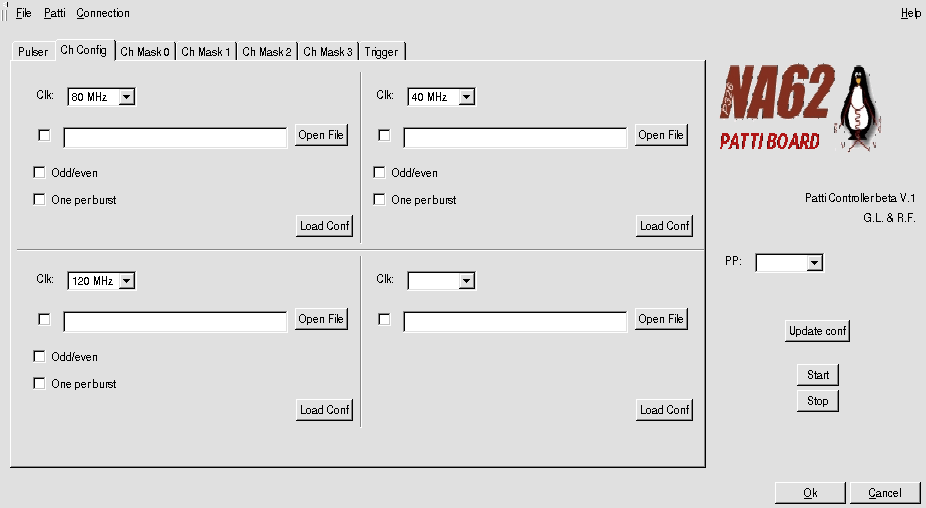 File Patti Connection Help
Pulser Ch Config Ch Mask 0 Ch Mask 1 Ch Mask 2 Ch Mask 3 Trigger
Clk: 80 MHz
Open File
Odd/even
One per burst
Load Conf
Clk: 40 MHz
Open File
Odd/even
One per burst
Load Conf
Clk: 120 MHz
Open File
Odd/even
One per burst
Load Conf
Clk:
Open File
Load Conf
NA62
PATTI BOARD
Patti Controller beta V.1
G.L. & R.F.
PP:
Update conf
Start
Stop
Ok Cancel